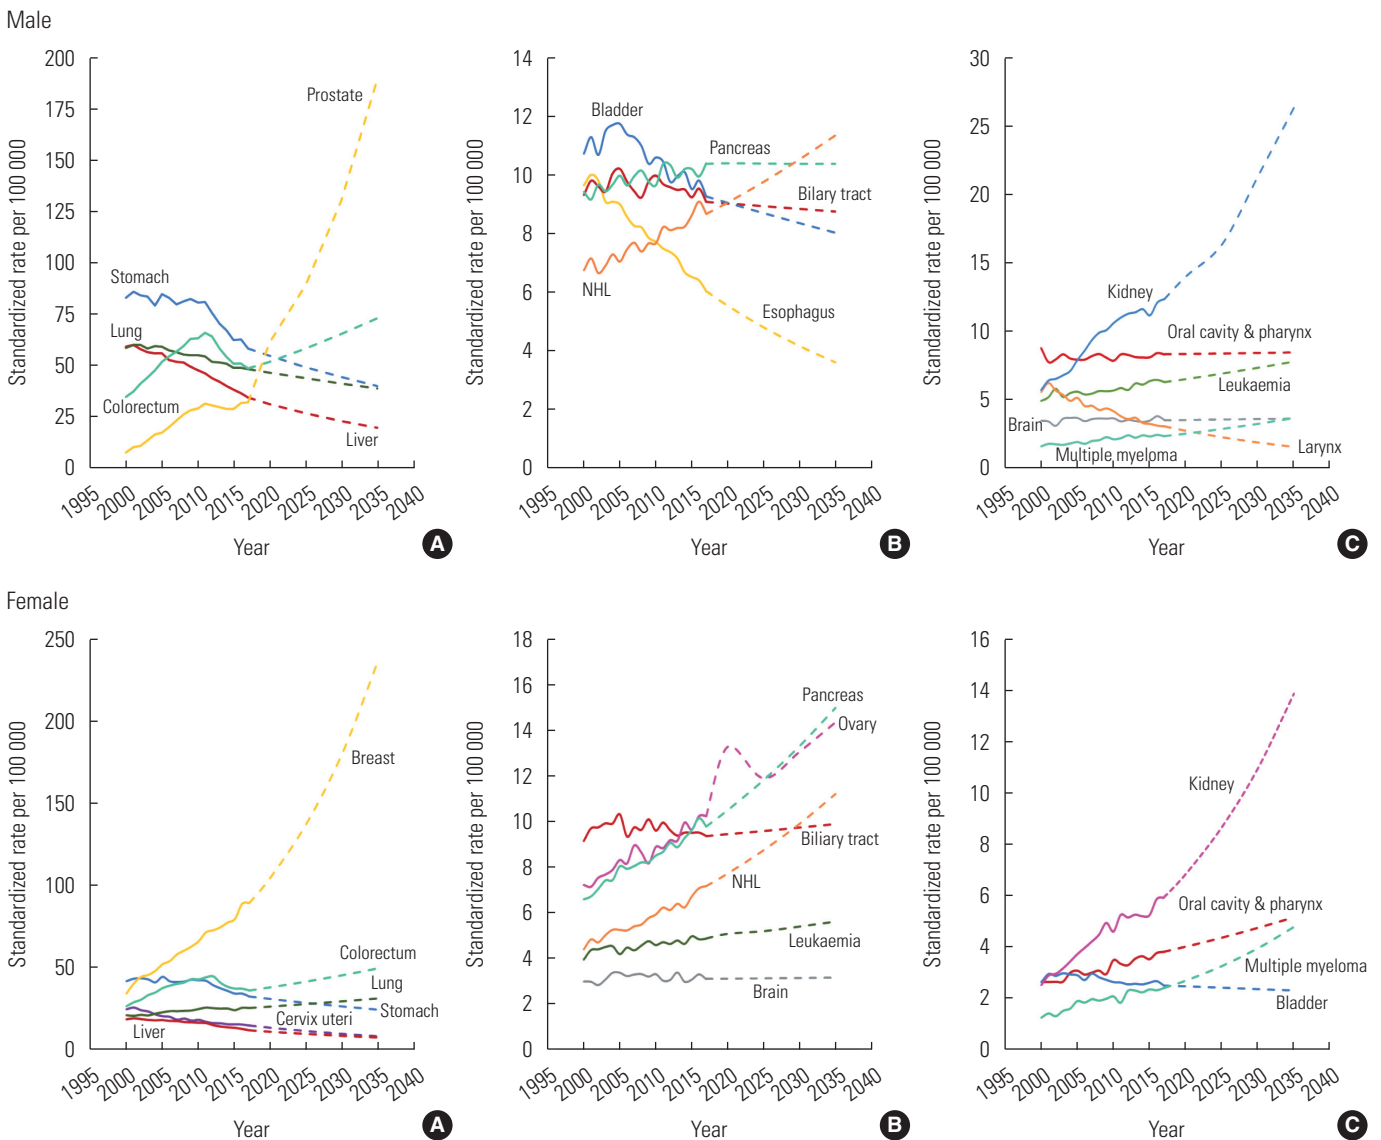 Male
Standardized rate per 100 000
200
175
150
125
100
75
50
25
0
Prostate
Stomach
Lung
Colorectum
Liver
1995 2000 2005 2010 2015 2020 2025 2030 2035 2040
Year
A
Standardized rate per 100 000
14
12
10
8
6
4
2
0
Bladder
Pancreas
Bilary tract
NHL
Esophagus
1995 2000 2005 2010 2015 2020 2025 2030 2035 2040
Year
B
Standardized rate per 100 000
30
25
20
15
10
5
0
Kidney
Oral cavity & pharynx
Leukaemia
Brain
Larynx
Multiple myeloma
1995 2000 2005 2010 2015 2020 2025 2030 2035 2040
Year
C
Female
Standardized rate per 100 000
250
200
150
100
50
0
Breast
Colorectum
Lung
Stomach
Cervix uteri
Liver
1995 2000 2005 2010 2015 2020 2025 2030 2035 2040
Year
A
Standardized rate per 100 000
18
16
14
12
10
8
6
4
2
0
Pancreas
Ovary
Biliary tract
NHL
Leukaemia
Brain
1995 2000 2005 2010 2015 2020 2025 2030 2035 2040
Year
B
Standardized rate per 100 000
16
14
12
10
8
6
4
2
0
Kidney
Oral cavity & pharynx
Multiple myeloma
Bladder
1995 2000 2005 2010 2015 2020 2025 2030 2035 2040
Year
C